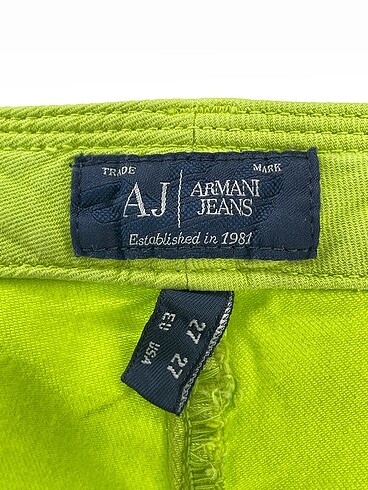 TRADE MARK
AJ ARMANI
JEANS
Established in 1981
27 27
EU USA